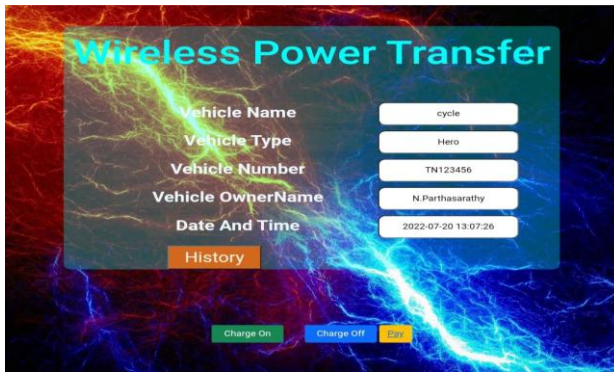 Wireless Power Transfer
Vehicle Name cycle
Vehicle Type Hero
Vehicle Number TN123456
Vehicle OwnerName N.Parthasarathy
Date And Time 2022-07-20 13:07:26
History
Charge On Charge Off Pay